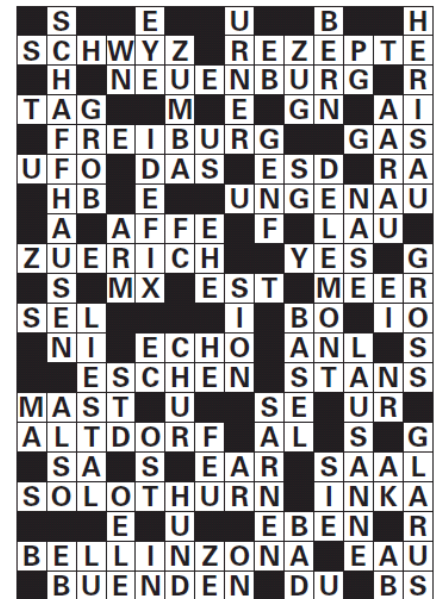 S E U B H
SCHWYZ REZEPTE
H NEUENBURG R
TAG M E GN AI
FREIBURG GAS
UFO DAS ESD RA
HB E UNGENAU
A AFFE F LAU
ZUERICH YES G
S MX EST MEER
SEL I BO IO
NI ECHO ANL S
ESCHEN STANS
MAST U SE UR
ALTDORF AL S G
SA S EAR SAAL
SOLOTHURN INKA
E U EBEN R
BELLINZONA EAU
BUENDEN DU BS